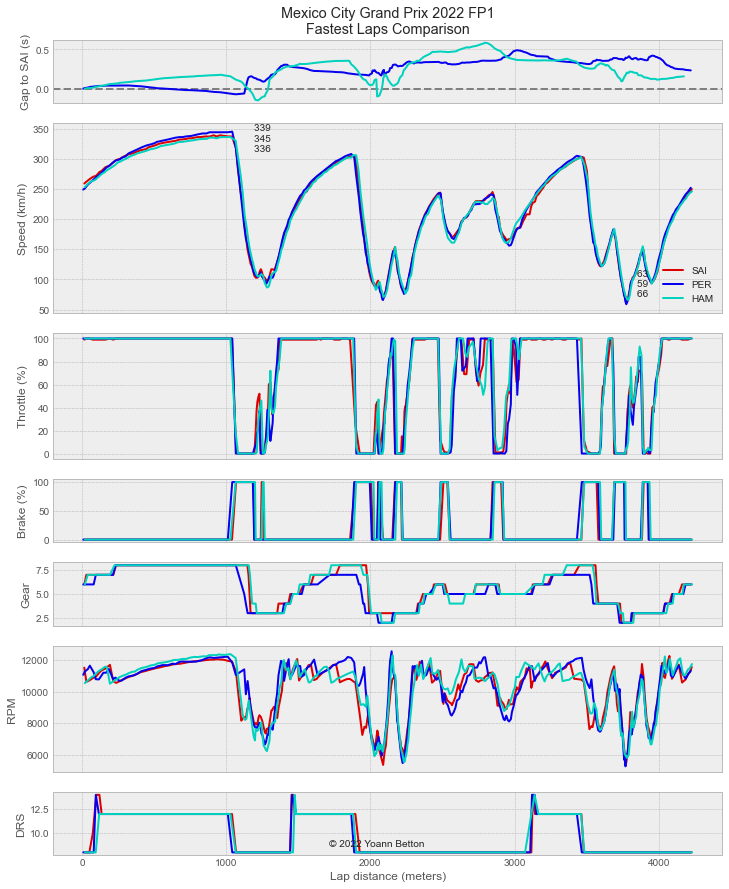 Mexico City Grand Prix 2022 FP1
Fastest Laps Comparison
Gap to SAI (s)
0.5
0.0
Speed (km/h)
350
300
250
200
150
100
50
339
345
336
63
59
66
SAI
PER
HAM
Throttle (%)
100
80
60
40
20
0
Brake (%)
100
50
0
Gear
7.5
5.0
2.5
RPM
12000
10000
8000
6000
DRS
12.5
10.0
© 2022 Yoann Betton
0 1000 2000 3000 4000
Lap distance (meters)